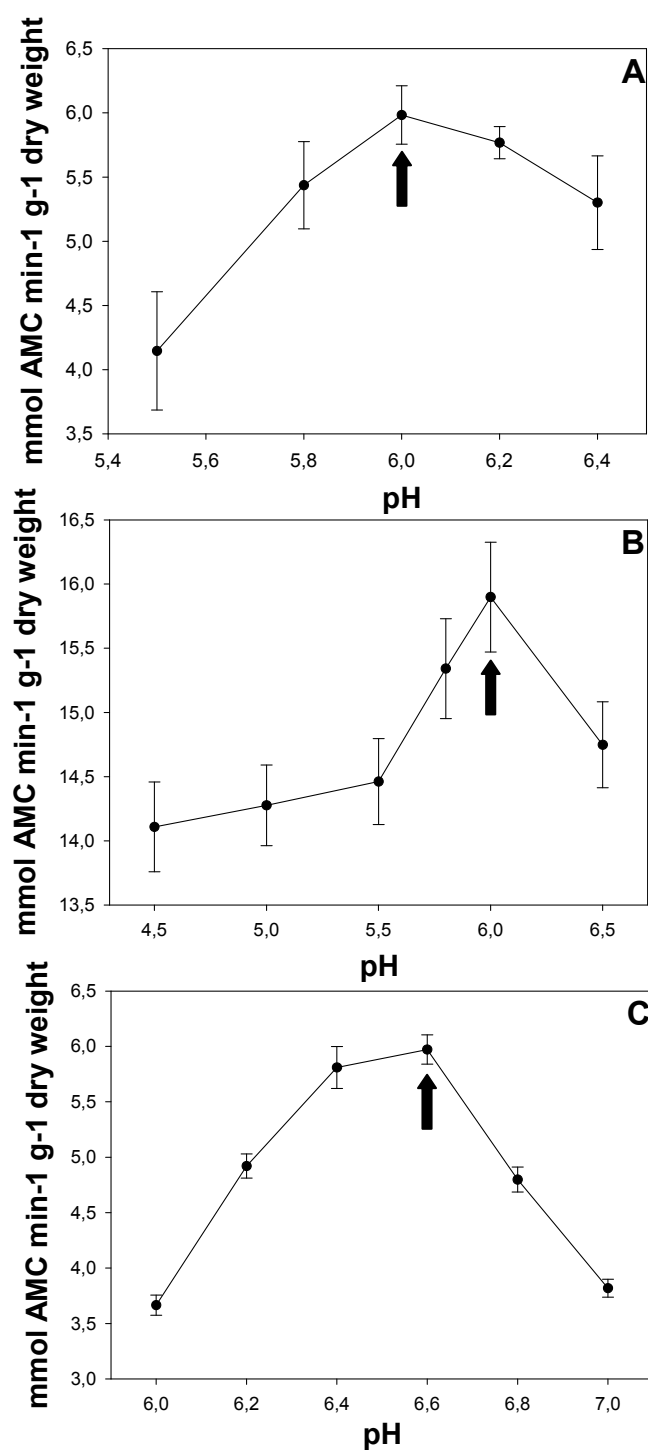 A
mmol AMC min-1 g-1 dry weight
6,5
6,0
5,5
5,0
4,5
4,0
3,5
5,4 5,6 5,8 6,0 6,2 6,4
pH
B
mmol AMC min-1 g-1 dry weight
16,5
16,0
15,5
15,0
14,5
14,0
13,5
4,5 5,0 5,5 6,0 6,5
pH
C
mmol AMC min-1 g-1 dry weight
6,5
6,0
5,5
5,0
4,5
4,0
3,5
3,0
6,0 6,2 6,4 6,6 6,8 7,0
pH